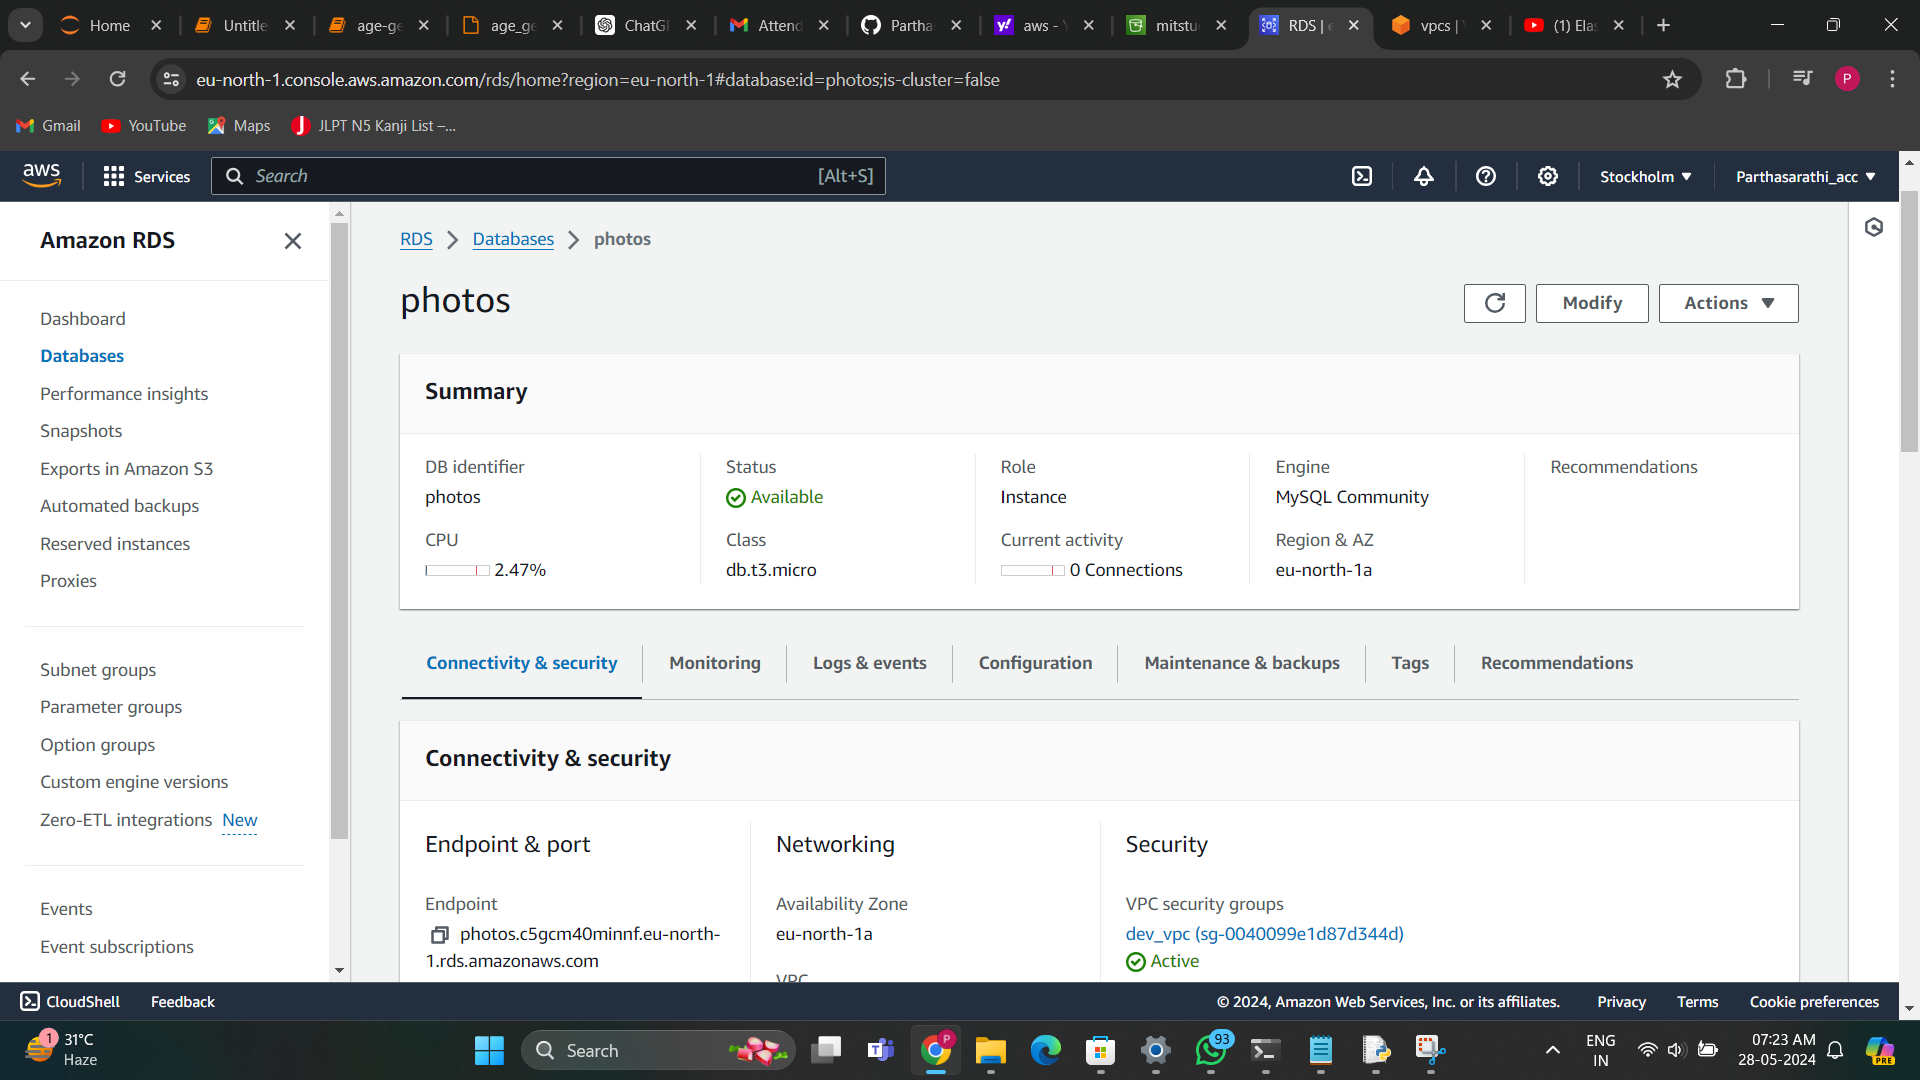 Home
Untitle
age-ge
age_ge
ChatG
Attend
Partha
aws -
mitstu
RDS | e
vpcs |
(1) Ela
eu-north-1.console.aws.amazon.com/rds/home?region=eu-north-1#database:id=photos;is-cluster=false
P
Gmail
YouTube
Maps
JLPT N5 Kanji List –...
aws
Services
Search
[Alt+S]
Stockholm
Parthasarathi_acc
Amazon RDS
Dashboard
Databases
Performance insights
Snapshots
Exports in Amazon S3
Automated backups
Reserved instances
Proxies
Subnet groups
Parameter groups
Option groups
Custom engine versions
Zero-ETL integrations New
Events
Event subscriptions
RDS
Databases
photos
photos
Modify
Actions
Summary
DB identifier
photos
Status
Available
Role
Instance
Engine
MySQL Community
Recommendations
CPU
2.47%
Class
db.t3.micro
Current activity
0 Connections
Region & AZ
eu-north-1a
Connectivity & security
Monitoring
Logs & events
Configuration
Maintenance & backups
Tags
Recommendations
Connectivity & security
Endpoint & port
Endpoint
photos.c5gcm40minnf.eu-north-
1.rds.amazonaws.com
Networking
Availability Zone
eu-north-1a
VPC
Security
VPC security groups
dev_vpc (sg-0040099e1d87d344d)
Active
CloudShell
Feedback
© 2024, Amazon Web Services, Inc. or its affiliates.
Privacy
Terms
Cookie preferences
1
31°C
Haze
Search
P
93
ENG
IN
07:23 AM
28-05-2024
PRE